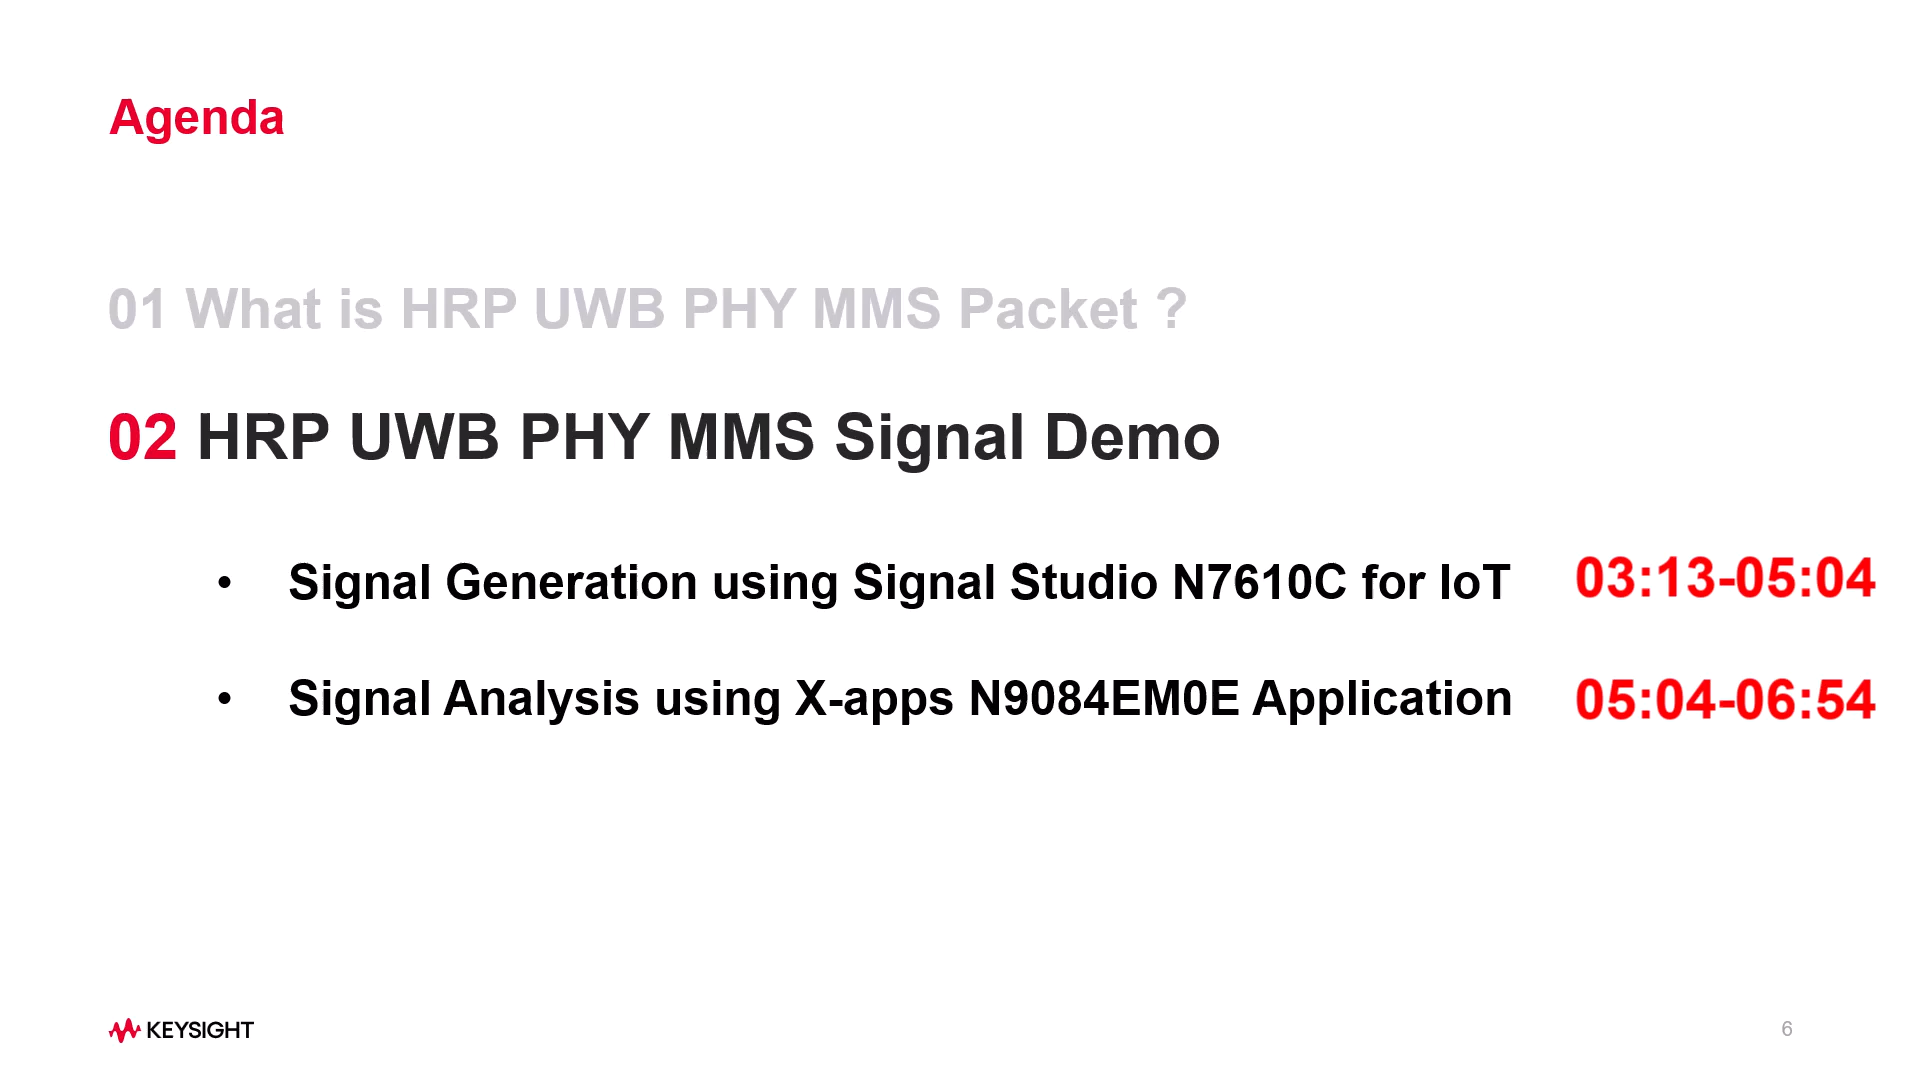 Agenda
01 What is HRP UWB PHY MMS Packet ?
02 HRP UWB PHY MMS Signal Demo
• Signal Generation using Signal Studio N7610C for IoT 03:13-05:04
• Signal Analysis using X-apps N9084EM0E Application 05:04-06:54
KEYSIGHT
6